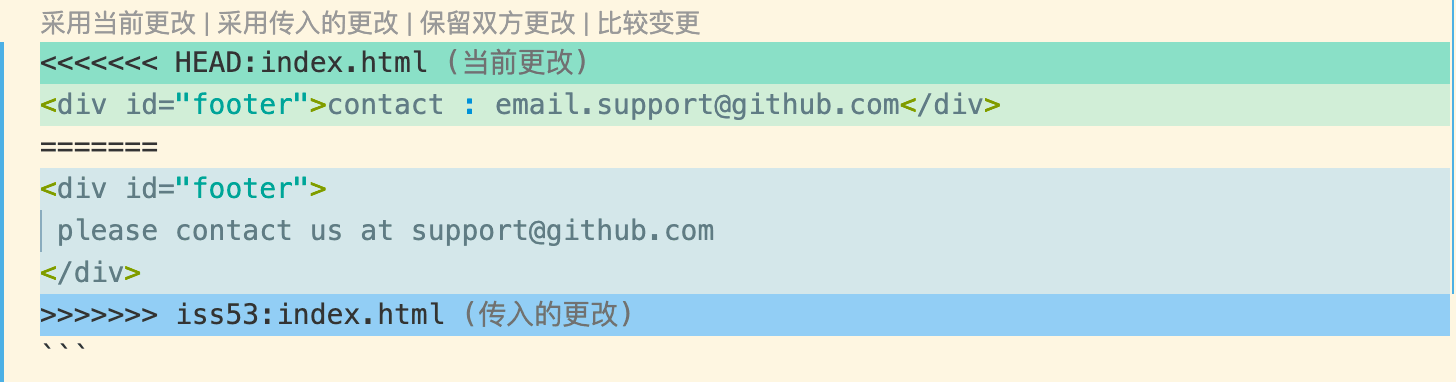 采用当前更改 | 采用传入的更改 | 保留双方更改 | 比较变更
<<<<<<< HEAD:index.html (当前更改)
<div id="footer">contact : email.support@github.com</div>
=======
<div id="footer">
 please contact us at support@github.com
</div>
>>>>>>> iss53:index.html (传入的更改)
```